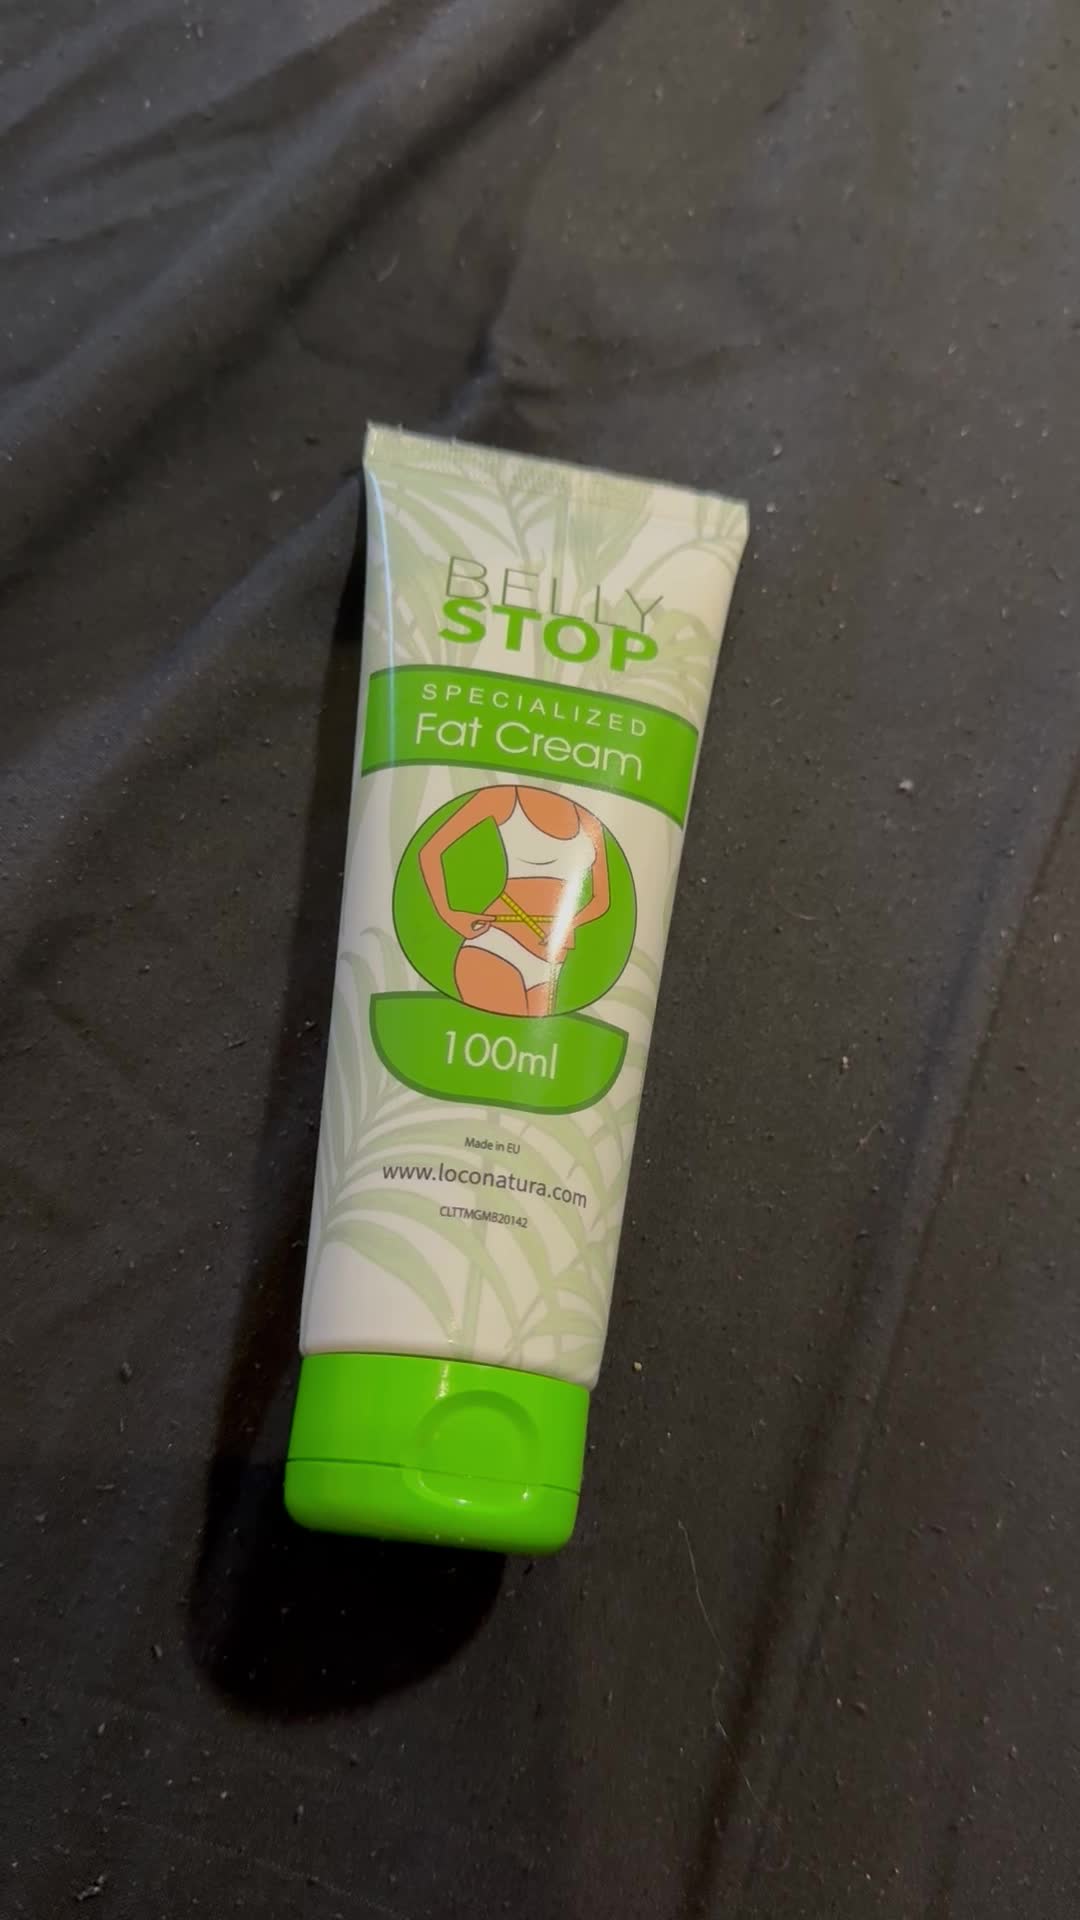 BELLY
STOP
SPECIALIZED
Fat Cream
100ml
Made in EU
www.loconatura.com
CLTTMGMB20142